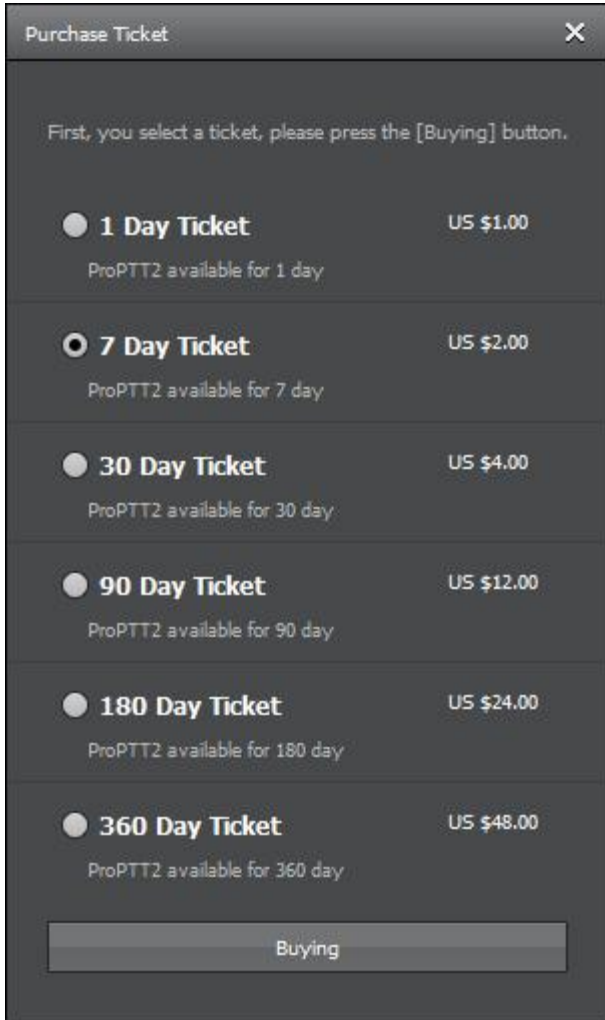 Purchase Ticket
First, you select a ticket, please press the [Buying] button.
1 Day Ticket US $1.00
ProPTT2 available for 1 day
7 Day Ticket US $2.00
ProPTT2 available for 7 day
30 Day Ticket US $4.00
ProPTT2 available for 30 day
90 Day Ticket US $12.00
ProPTT2 available for 90 day
180 Day Ticket US $24.00
ProPTT2 available for 180 day
360 Day Ticket US $48.00
ProPTT2 available for 360 day
Buying